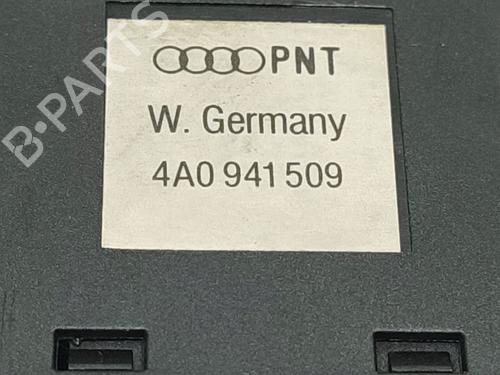 PNT
W. Germany
4A0 941 509
B-PARTS